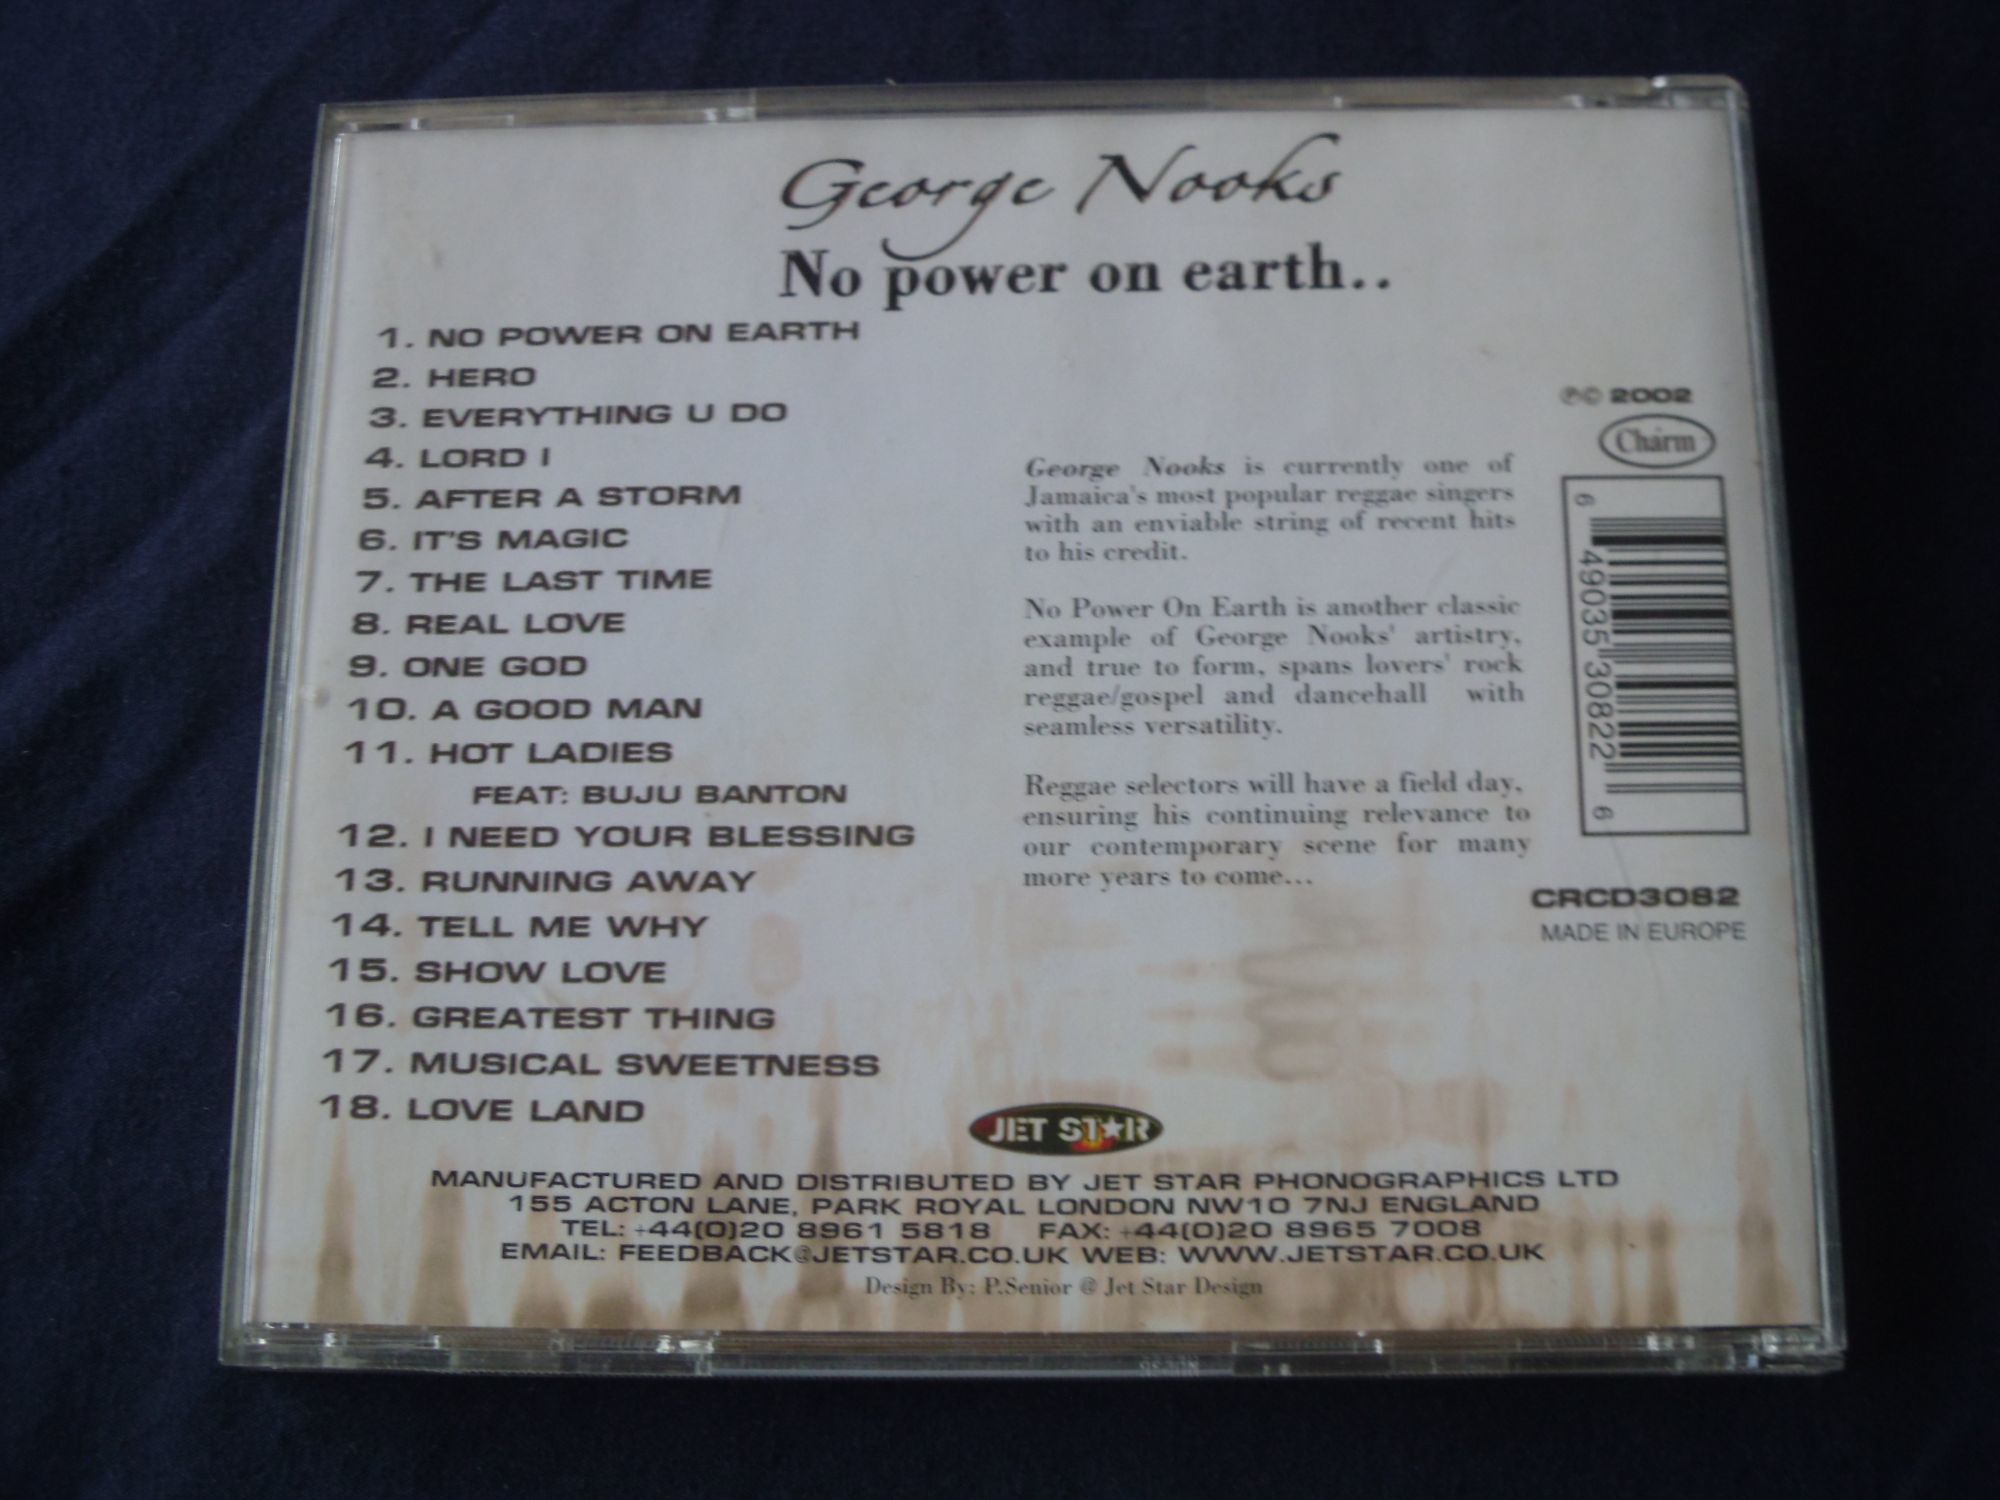 George Nooks
No power on earth..
1. NO POWER ON EARTH
2. HERO
3. EVERYTHING U DO
4. LORD I
5. AFTER A STORM
6. IT'S MAGIC
7. THE LAST TIME
8. REAL LOVE
9. ONE GOD
10. A GOOD MAN
11. HOT LADIES
FEAT: BUJU BANTON
12. I NEED YOUR BLESSING
13. RUNNING AWAY
14. TELL ME WHY
15. SHOW LOVE
16. GREATEST THING
17. MUSICAL SWEETNESS
18. LOVE LAND
George Nooks is currently one of
Jamaica's most popular reggae singers
with an enviable string of recent hits
to his credit.
No Power On Earth is another classic
example of George Nooks' artistry,
and true to form, spans lovers' rock
reggae/gospel and dancehall with
seamless versatility.
Reggae selectors will have a field day,
ensuring his continuing relevance to
our contemporary scene for many
more years to come...
℗© 2002
Charm
6 49035 30822 6
CRCD3082
MADE IN EUROPE
JET ST★R
MANUFACTURED AND DISTRIBUTED BY JET STAR PHONOGRAPHICS LTD
155 ACTON LANE, PARK ROYAL LONDON NW10 7NJ ENGLAND
TEL: +44(0)20 8961 5818 FAX: +44(0)20 8965 7008
EMAIL: FEEDBACK@JETSTAR.CO.UK WEB: WWW.JETSTAR.CO.UK
Design By: P.Senior @ Jet Star Design